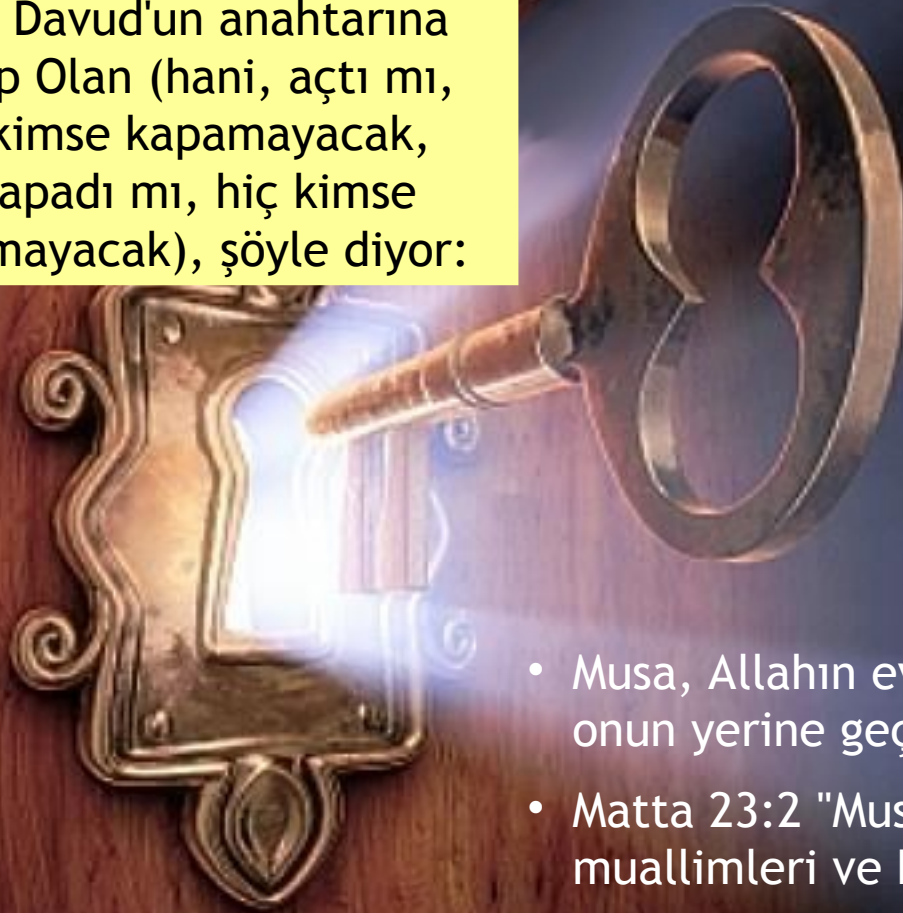 Davud'un anahtarına
p Olan (hani, açtı mı,
kimse kapamayacak,
apadı mı, hiç kimse
mayacak), şöyle diyor:
• Musa, Allahın ev
onun yerine geç
• Matta 23:2 "Mus
muallimleri ve